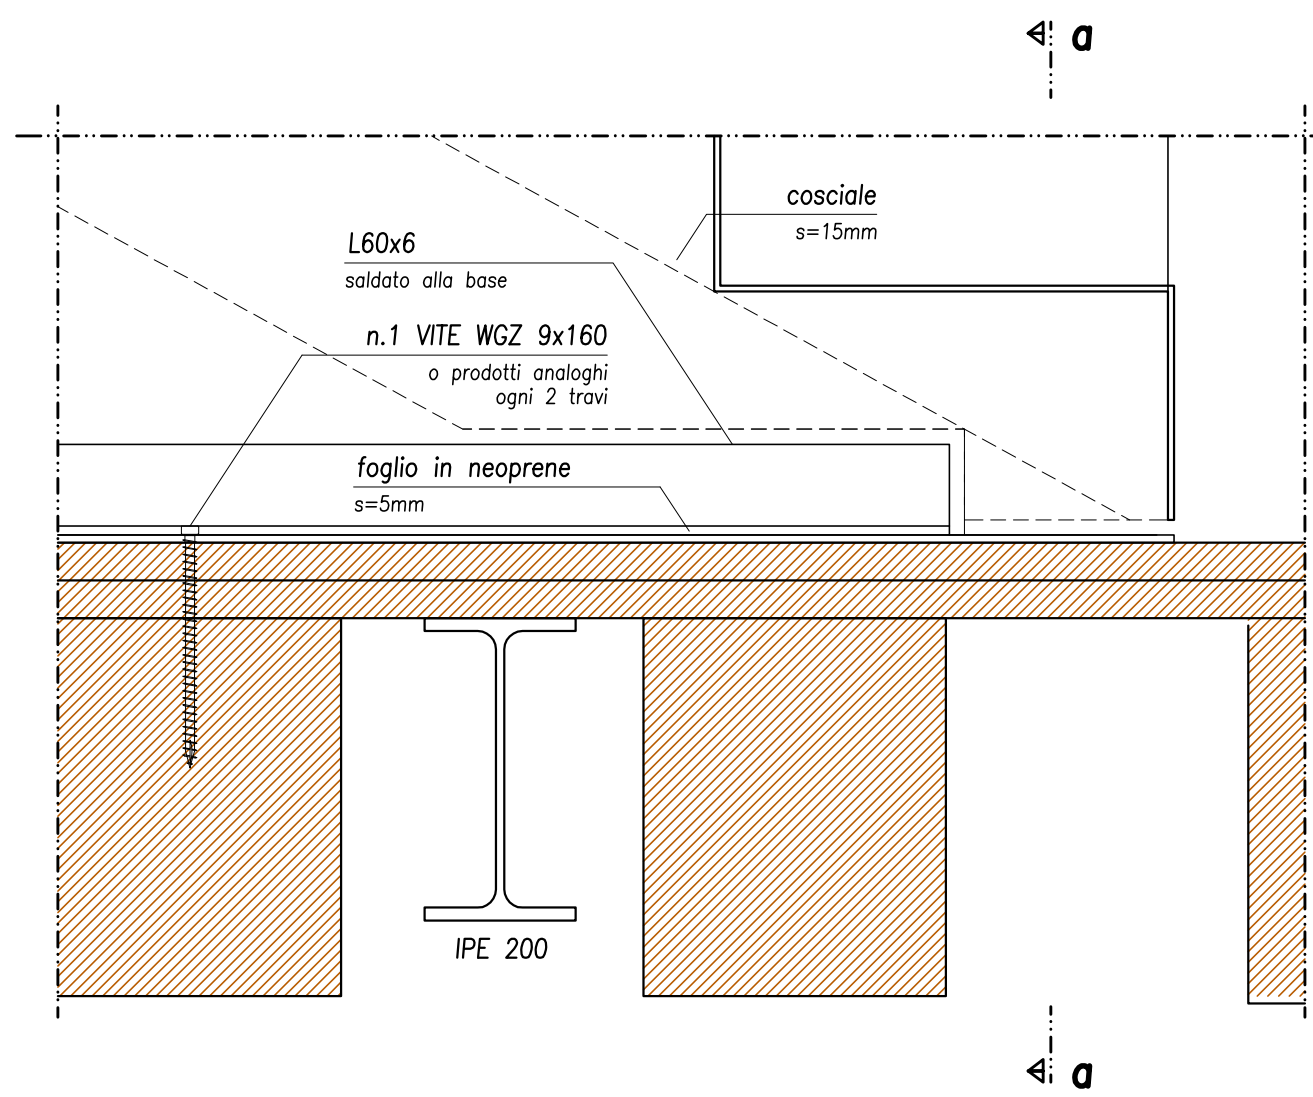 a
cosciale
s=15mm
L60x6
saldato alla base
n.1 VITE WGZ 9x160
o prodotti analoghi
ogni 2 travi
foglio in neoprene
s=5mm
IPE 200
a